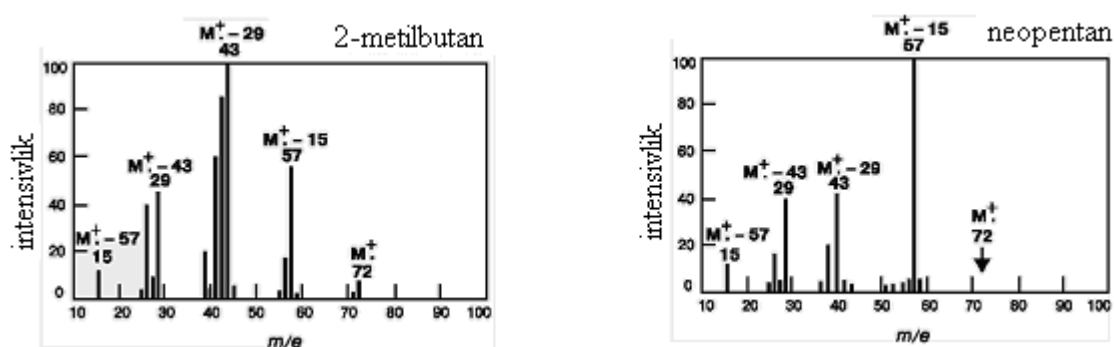 M+. – 29
43
2-metilbutan
100
80
60
40
20
0
intensivlik
M+. – 57
15
M+. – 43
29
M+. – 15
57
M+.
72
10 20 30 40 50 60 70 80 90 100
m/e
M+. – 15
57
neopentan
100
80
60
40
20
0
intensivlik
M+. – 57
15
M+. – 43
29
M+. – 29
43
M+.
72
10 20 30 40 50 60 70 80 90 100
m/e